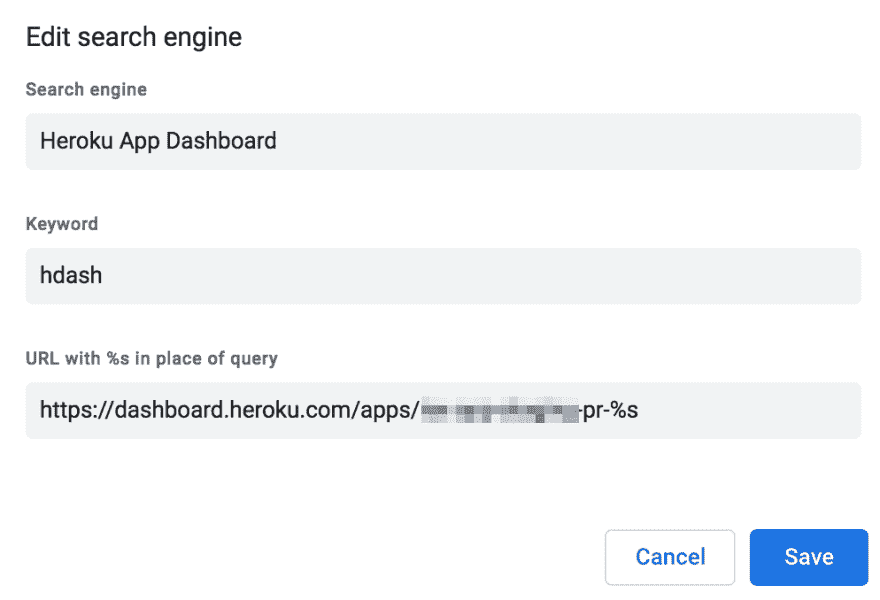 Edit search engine
Search engine
Heroku App Dashboard
Keyword
hdash
URL with %s in place of query
https://dashboard.heroku.com/apps/ -pr-%s
Cancel
Save